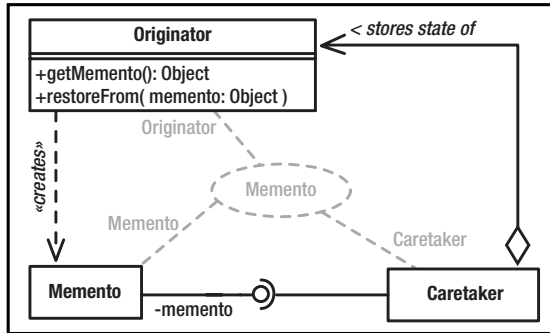 Originator
< stores state of
+getMemento(): Object
+restoreFrom( memento: Object )
Originator
«creates»
Memento
Memento
Caretaker
Memento
-memento
Caretaker